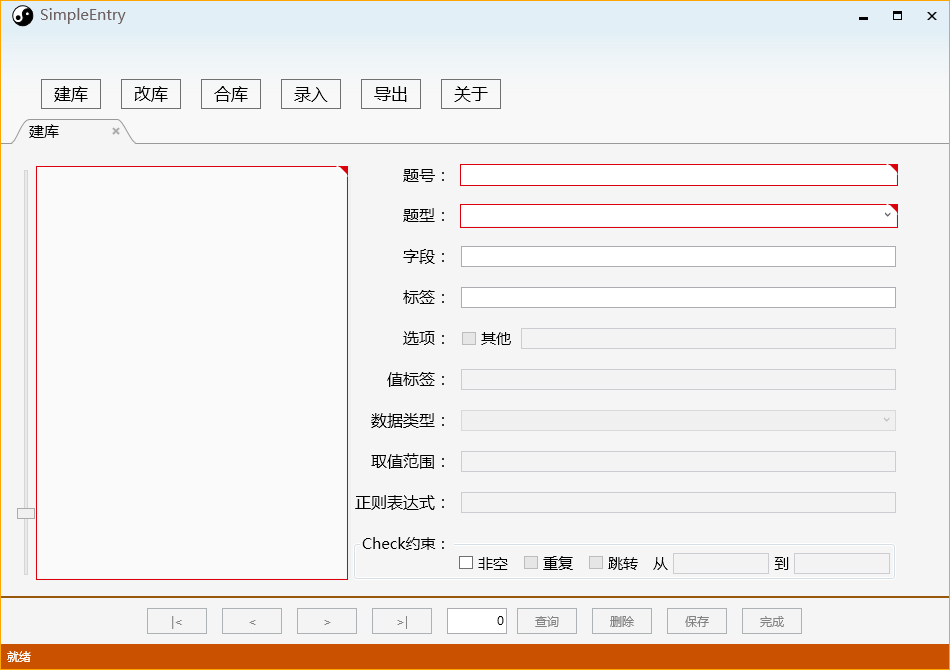 SimpleEntry
建库 改库 合库 录入 导出 关于
建库
题号：
题型：
字段：
标签：
选项： 其他
值标签：
数据类型：
取值范围：
正则表达式：
Check约束：
非空 重复 跳转 从 到
|< < > >| 0 查询 删除 保存 完成
就绪